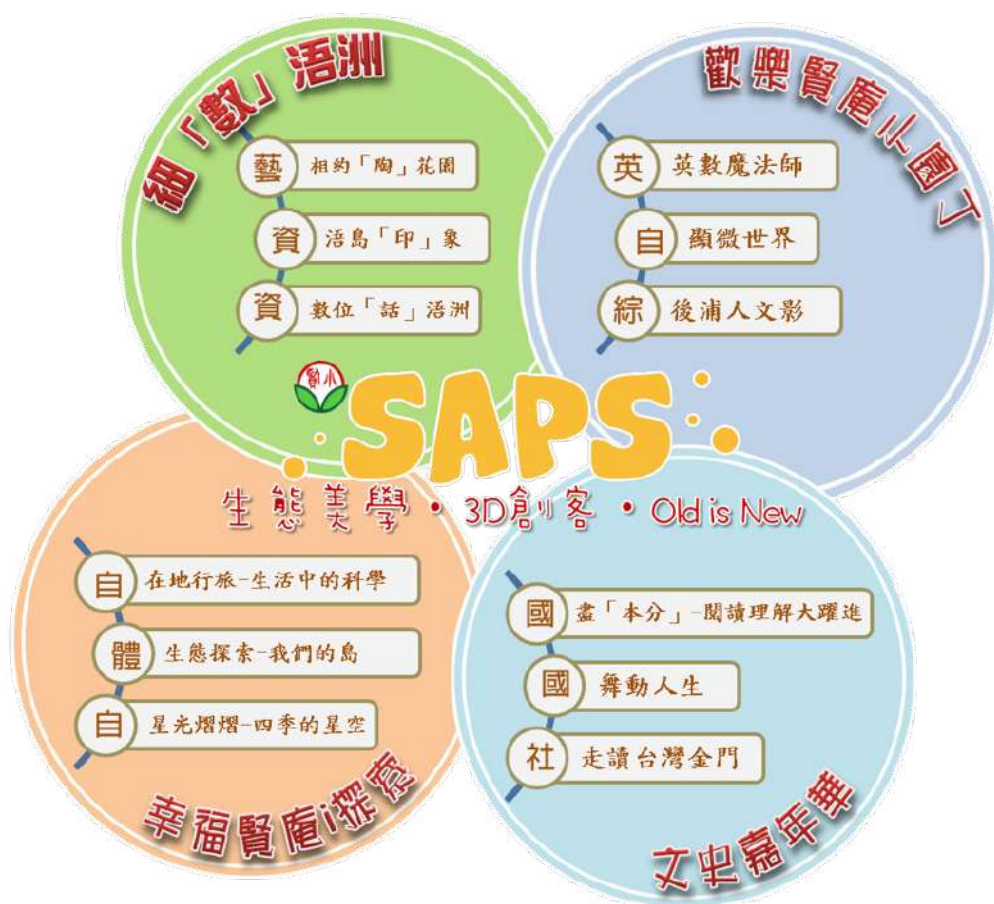 細「數」浯洲
藝 相約「陶」花園
資 浯島「印」象
資 數位「話」浯洲
歡樂賢庵小園丁
英 英數魔法師
自 顯微世界
綜 後浦人文影
賢小
SAPS
生態美學・3D創客・Old is New
自 在地行旅-生活中的科學
體 生態探索-我們的島
自 星光熠熠-四季的星空
幸福賢庵i探索
國 盡「本分」-閱讀理解大躍進
國 舞動人生
社 走讀台灣金門
文史嘉年華